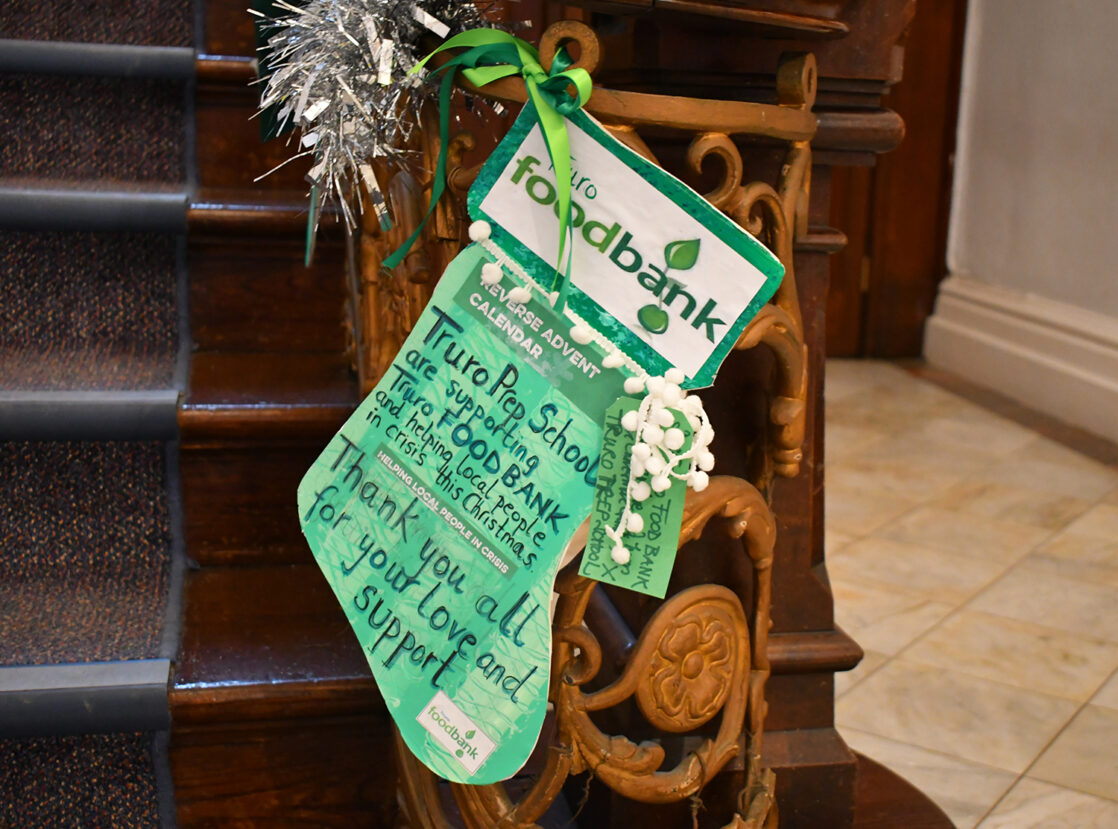 Truro
foodbank
REVERSE ADVENT
CALENDAR
Truro Prep School
are supporting
Truro FOODBANK
and helping local people
in crisis this Christmas.
HELPING LOCAL PEOPLE IN CRISIS
Thank you all
for your love and
support
foodbank
FOOD BANK
TRURO PREP SCHOOL
X